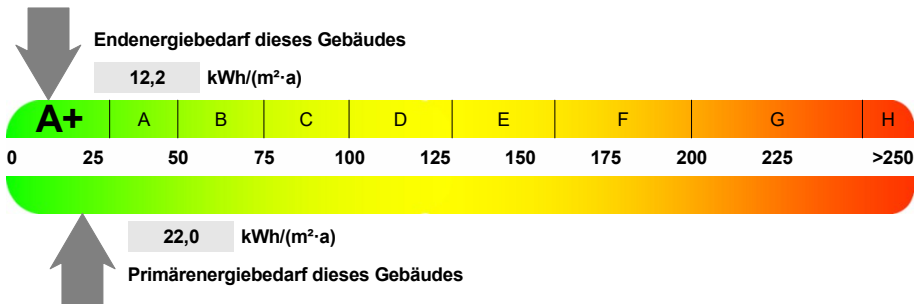 Endenergiebedarf dieses Gebäudes
12,2 kWh/(m²·a)
A+ A B C D E F G H
0 25 50 75 100 125 150 175 200 225 >250
22,0 kWh/(m²·a)
Primärenergiebedarf dieses Gebäudes